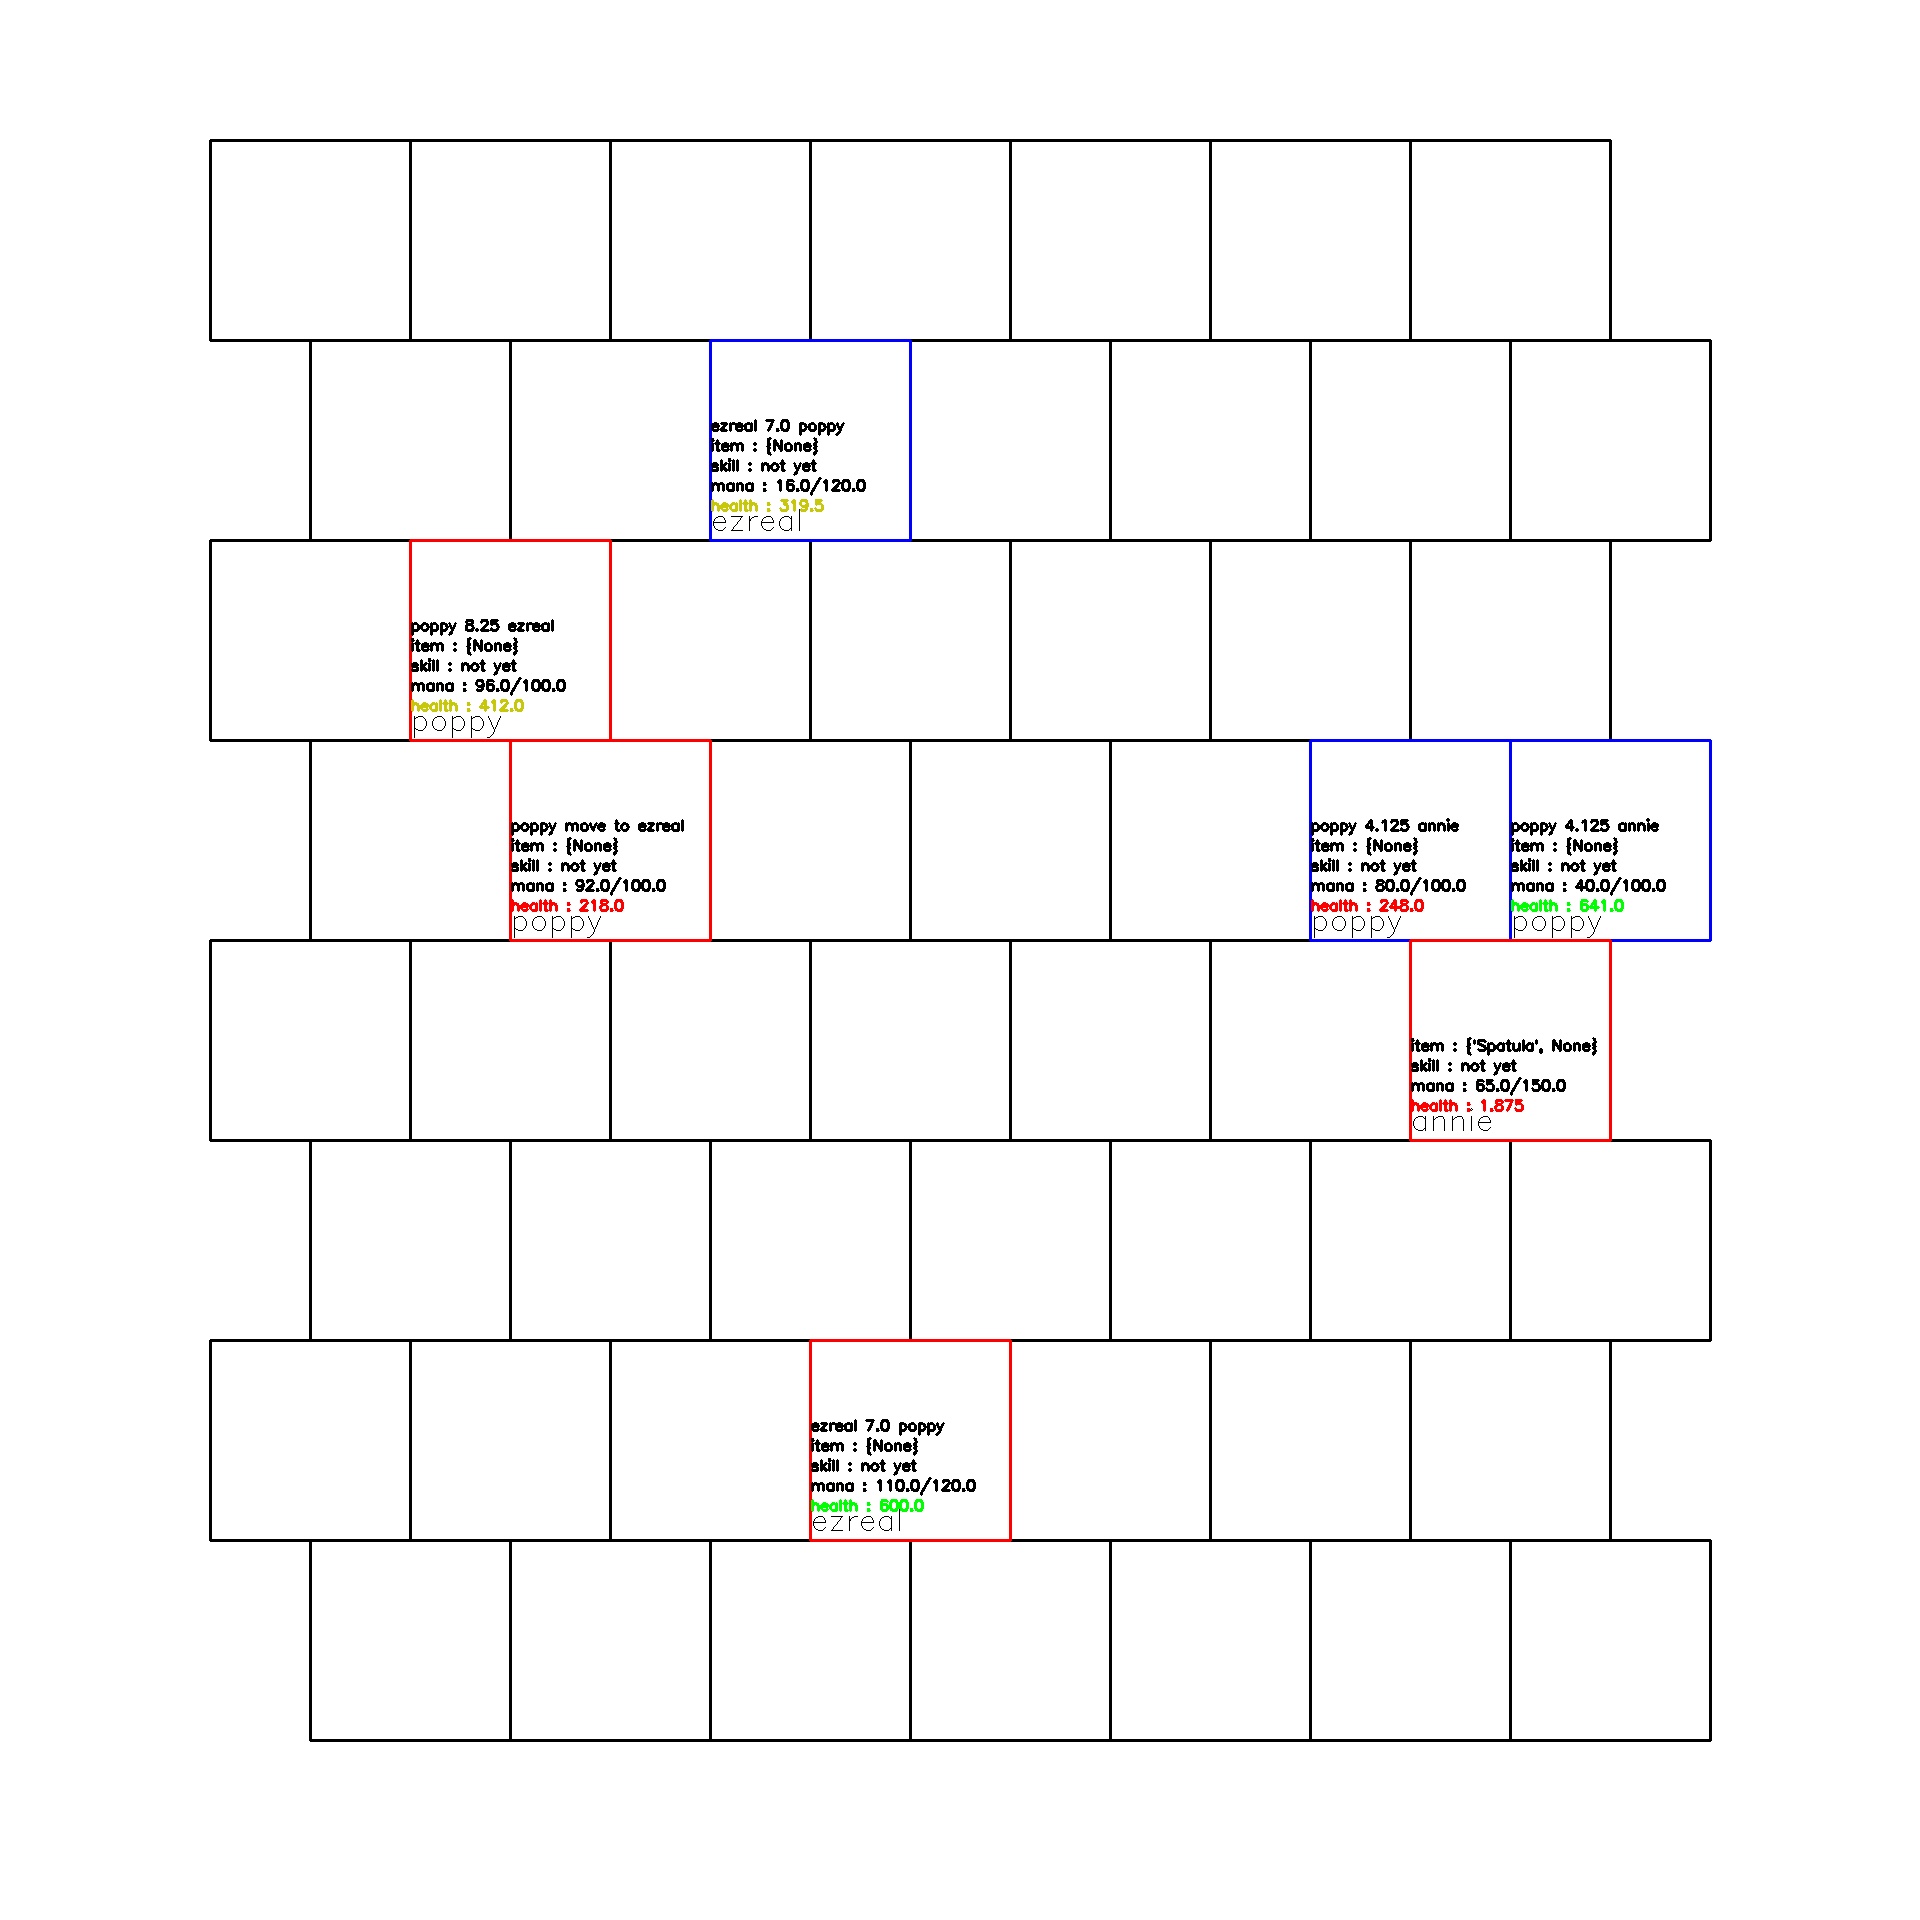 ezreal 7.0 poppy
item : {None}
skill : not yet
mana : 16.0/120.0
health : 319.5
ezreal
poppy 8.25 ezreal
item : {None}
skill : not yet
mana : 96.0/100.0
health : 412.0
poppy
poppy move to ezreal
item : {None}
skill : not yet
mana : 92.0/100.0
health : 218.0
poppy
poppy 4.125 annie
item : {None}
skill : not yet
mana : 80.0/100.0
health : 248.0
poppy
poppy 4.125 annie
item : {None}
skill : not yet
mana : 40.0/100.0
health : 641.0
poppy
item : {'Spatula', None}
skill : not yet
mana : 65.0/150.0
health : 1.875
annie
ezreal 7.0 poppy
item : {None}
skill : not yet
mana : 110.0/120.0
health : 600.0
ezreal